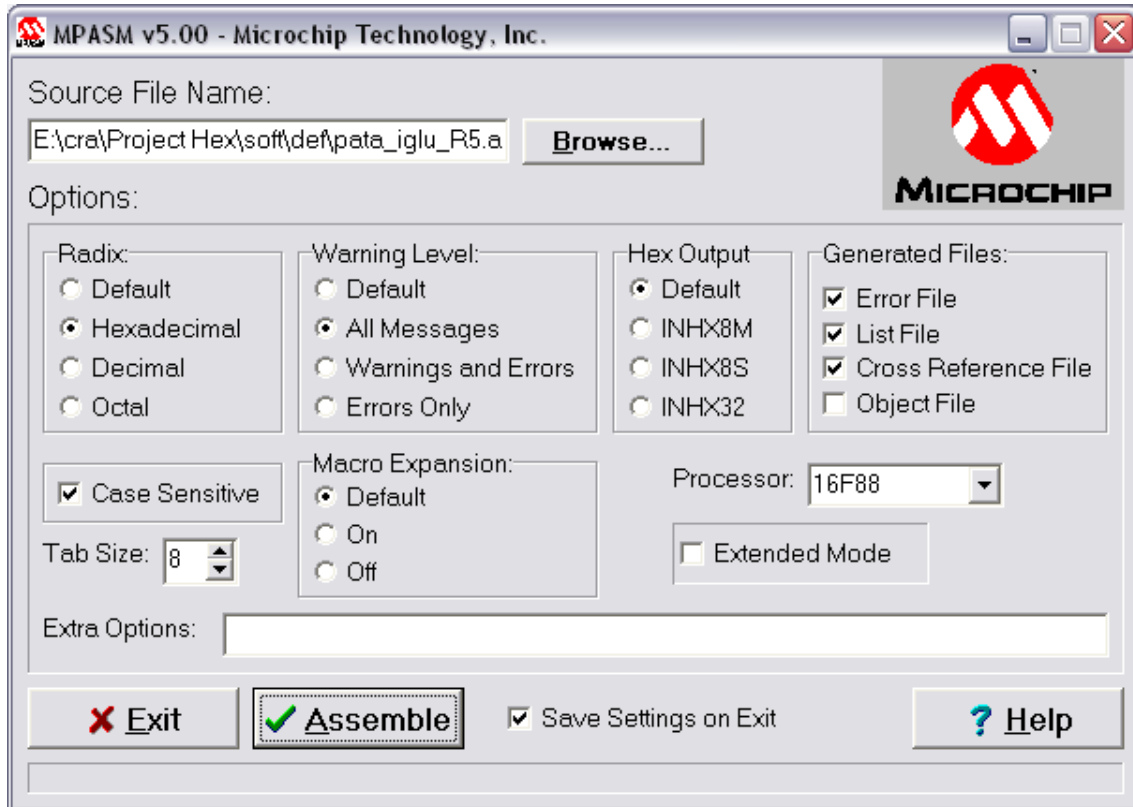 MPASM v5.00 - Microchip Technology, Inc.
Source File Name:
E:\cra\Project Hex\soft\def\pata_iglu_R5.a
Browse...
MICROCHIP
Options:
Radix:
Default
Hexadecimal
Decimal
Octal
Warning Level:
Default
All Messages
Warnings and Errors
Errors Only
Hex Output
Default
INHX8M
INHX8S
INHX32
Generated Files:
Error File
List File
Cross Reference File
Object File
Case Sensitive
Tab Size: 8
Macro Expansion:
Default
On
Off
Processor: 16F88
Extended Mode
Extra Options:
Exit
Assemble
Save Settings on Exit
? Help